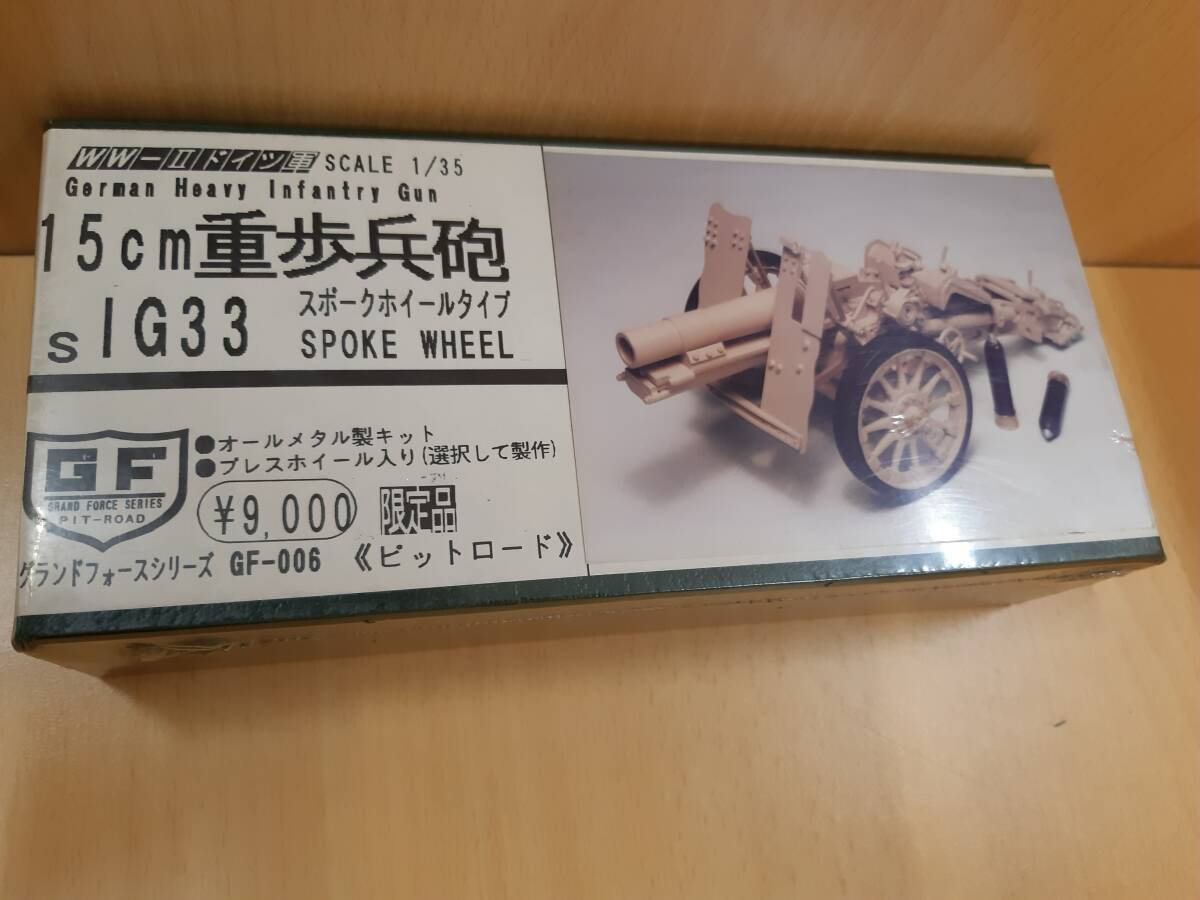 WW-II ドイツ軍 SCALE 1/35
German Heavy Infantry Gun
15cm重歩兵砲
sIG33 スポークホイールタイプ
SPOKE WHEEL
GF
GRAND FORCE SERIES
PIT-ROAD
●オールメタル製キット
●プレスホイール入り(選択して製作)
¥9,000 限定品
グランドフォースシリーズ GF-006 《ピットロード》